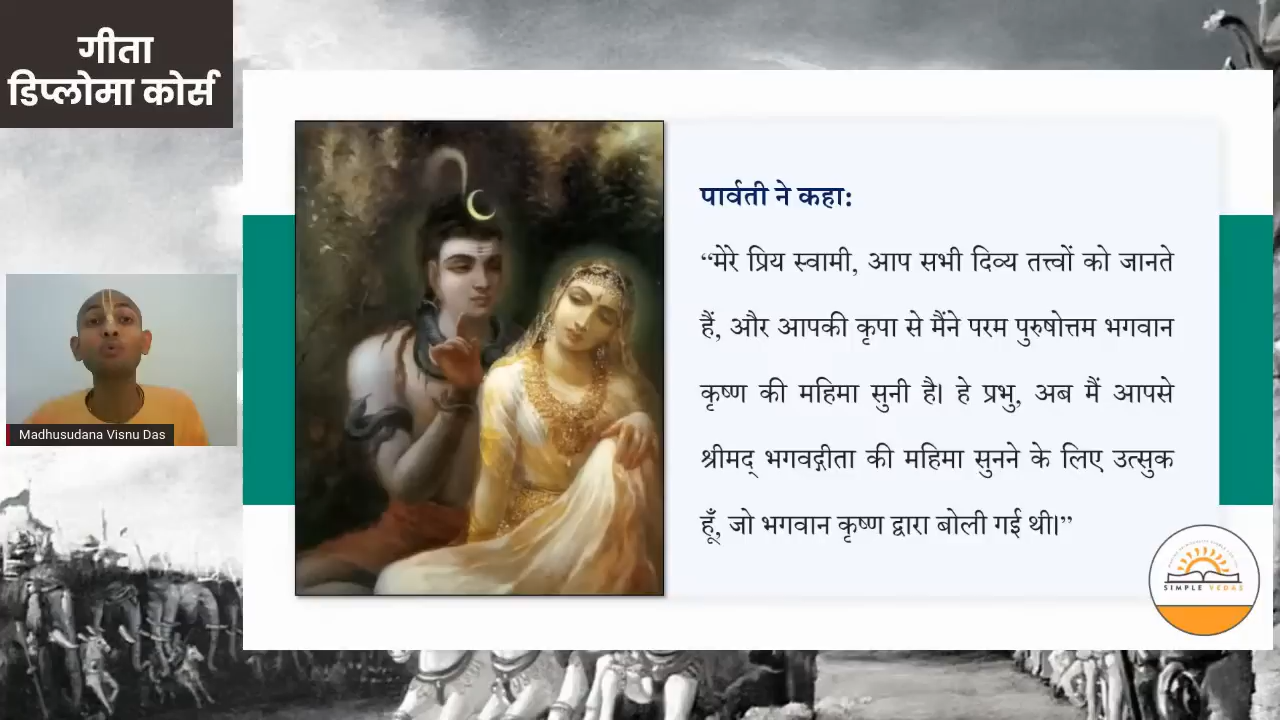 गीता
डिप्लोमा कोर्स
पार्वती ने कहा:
“मेरे प्रिय स्वामी, आप सभी दिव्य तत्त्वों को जानते
हैं, और आपकी कृपा से मैंने परम पुरुषोत्तम भगवान
कृष्ण की महिमा सुनी है। हे प्रभु, अब मैं आपसे
श्रीमद् भगवद्गीता की महिमा सुनने के लिए उत्सुक
हूँ, जो भगवान कृष्ण द्वारा बोली गई थी।”
Madhusudana Visnu Das
SIMPLE VEDAS